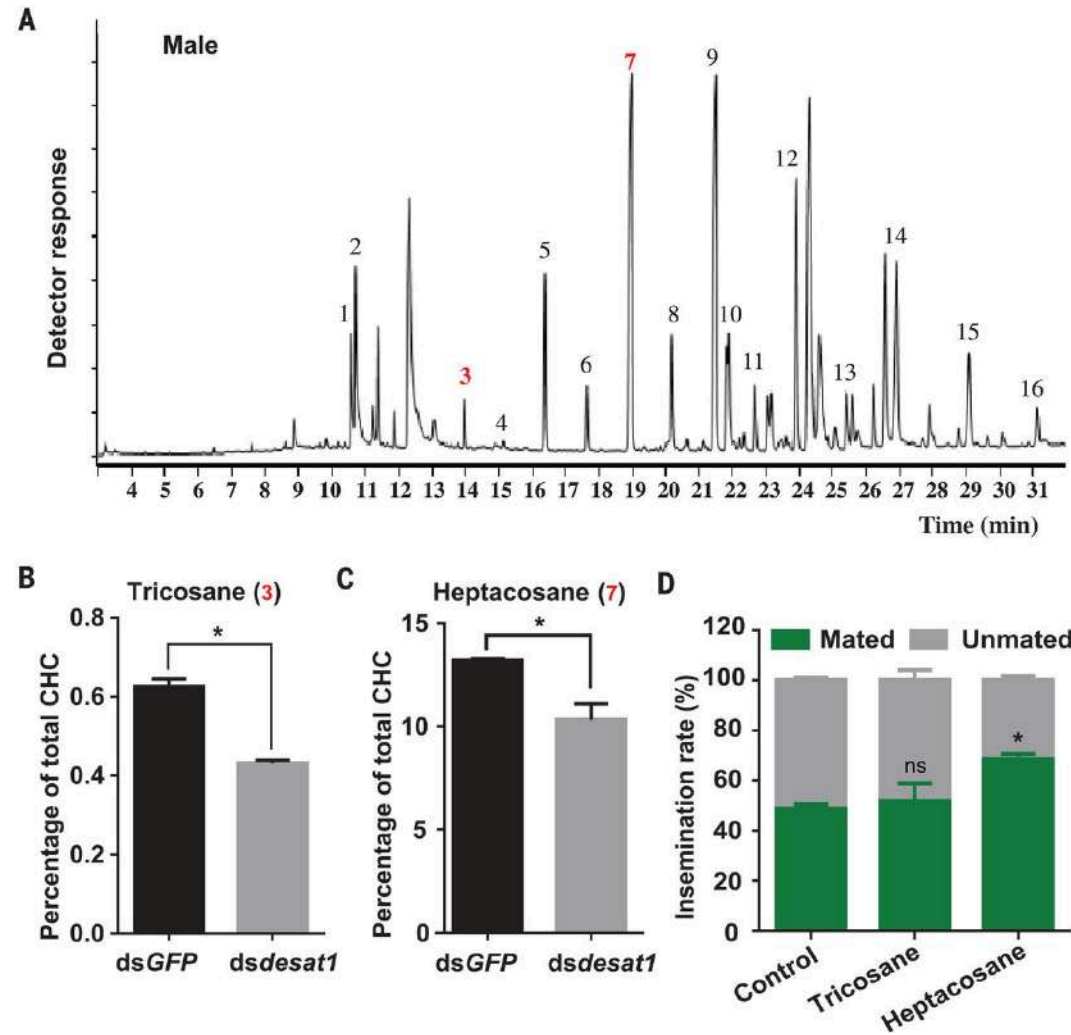 A
Male
Detector response
1
2
3
4
5
6
7
8
9
10
11
12
13
14
15
16
4 5 6 7 8 9 10 11 12 13 14 15 16 17 18 19 20 21 22 23 24 25 26 27 28 29 30 31
Time (min)
B
Tricosane (3)
Percentage of total CHC
0.8
0.6
0.4
0.2
0.0
*
dsGFP dsdesat1
C
Heptacosane (7)
Percentage of total CHC
15
10
5
0
*
dsGFP dsdesat1
D
Mated Unmated
Insemination rate (%)
120
100
80
60
40
20
0
ns
*
Control
Tricosane
Heptacosane